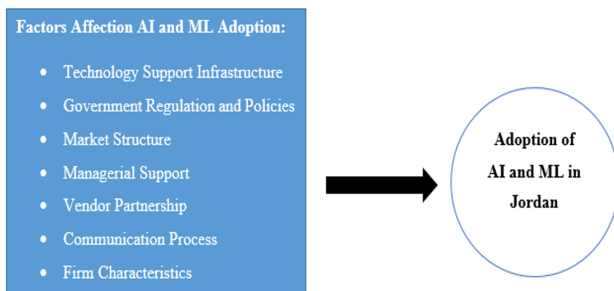 Factors Affection AI and ML Adoption:
• Technology Support Infrastructure
• Government Regulation and Policies
• Market Structure
• Managerial Support
• Vendor Partnership
• Communication Process
• Firm Characteristics
Adoption of
AI and ML in
Jordan